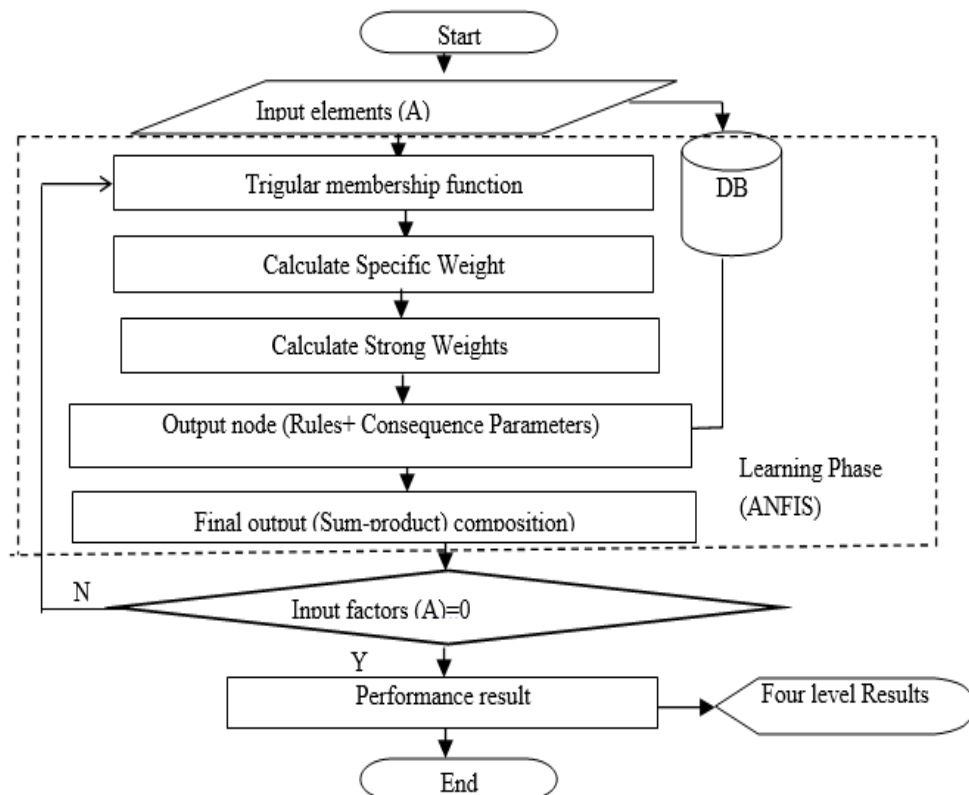 Start
Input elements (A)
DB
Trigular membership function
Calculate Specific Weight
Calculate Strong Weights
Output node (Rules+ Consequence Parameters)
Learning Phase
(ANFIS)
Final output (Sum-product) composition)
N
Input factors (A)=0
Y
Performance result
Four level Results
End